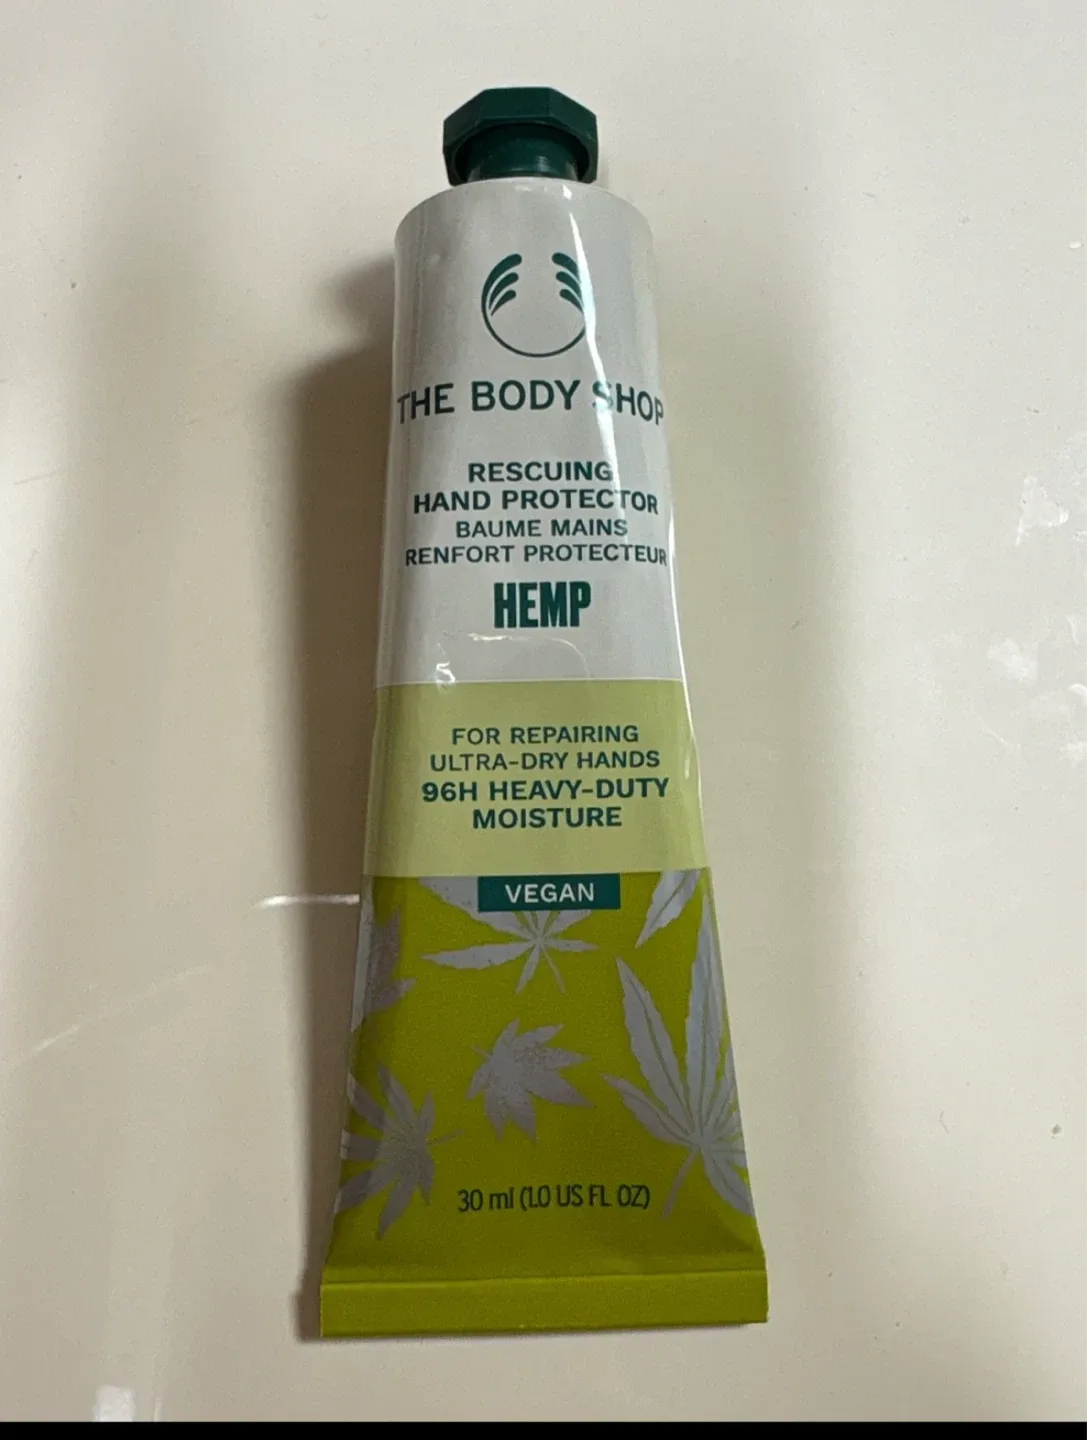 THE BODY SHOP
RESCUING
HAND PROTECTOR
BAUME MAINS
RENFORT PROTECTEUR
HEMP
FOR REPAIRING
ULTRA-DRY HANDS
96H HEAVY-DUTY
MOISTURE
VEGAN
30 ml (1.0 US FL OZ)